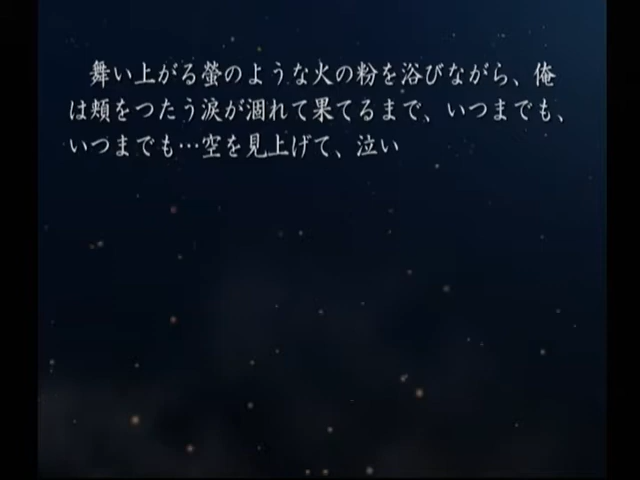 舞い上がる螢のような火の粉を浴びながら、俺
は頬をつたう涙が涸れて果てるまで、いつまでも、
いつまでも…空を見上げて、泣い